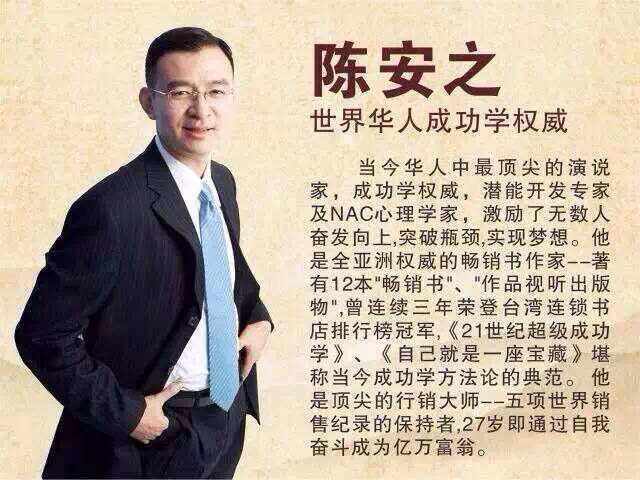 陈安之
世界华人成功学权威
当今华人中最顶尖的演说
家，成功学权威，潜能开发专家
及NAC心理学家，激励了无数人
奋发向上,突破瓶颈,实现梦想。他
是全亚洲权威的畅销书作家--著
有12本"畅销书"、"作品视听出版
物",曾连续三年荣登台湾连锁书
店排行榜冠军,《21世纪超级成功
学》、《自己就是一座宝藏》堪
称当今成功学方法论的典范。他
是顶尖的行销大师--五项世界销
售纪录的保持者,27岁即通过自我
奋斗成为亿万富翁。